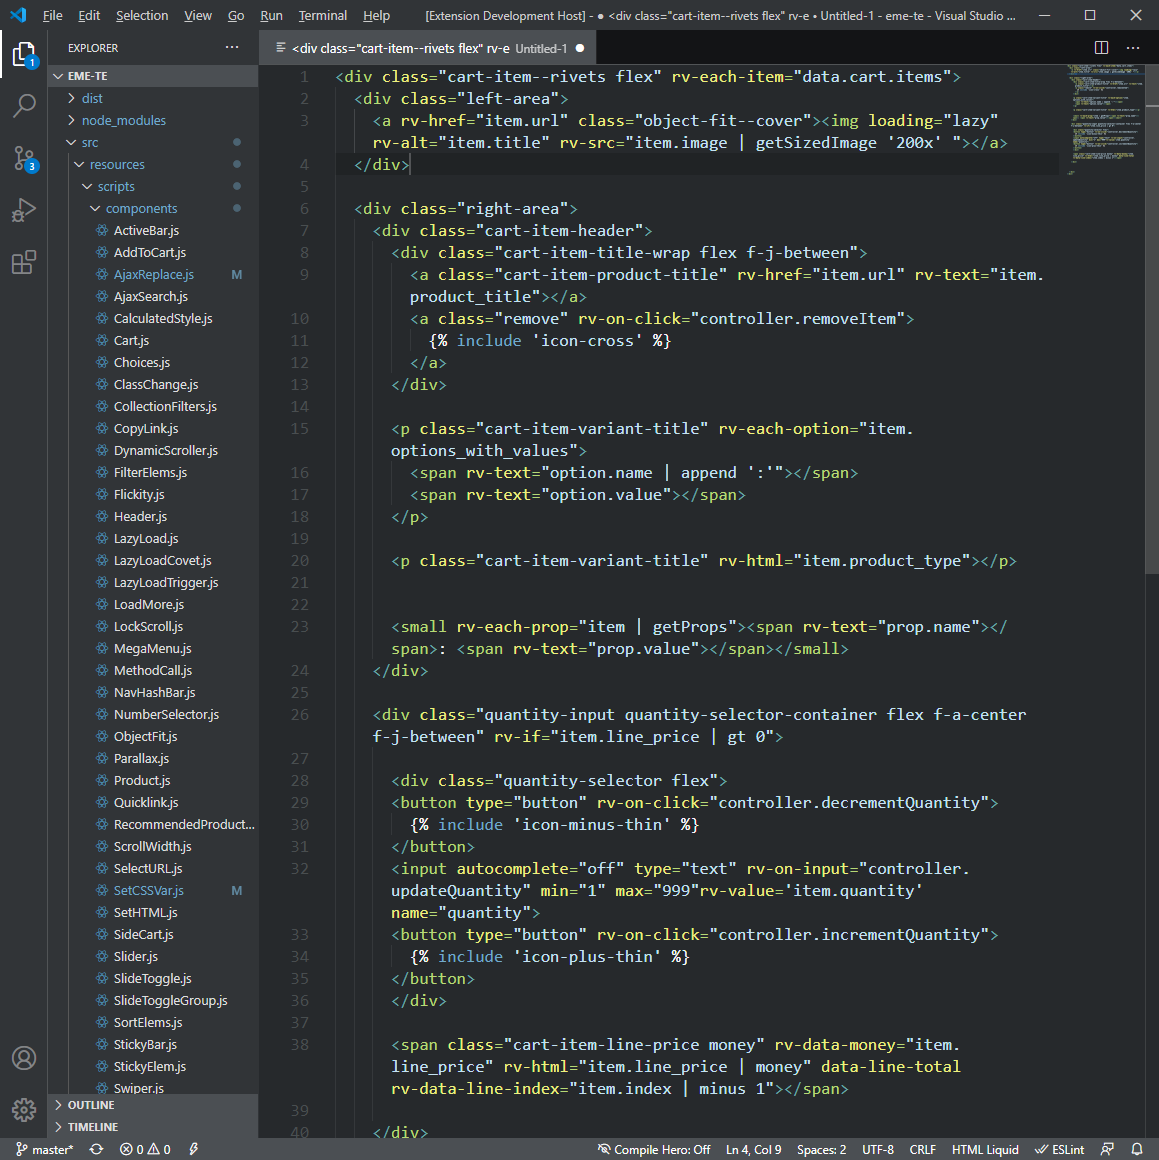 File Edit Selection View Go Run Terminal Help [Extension Development Host] - ● <div class="cart-item--rivets flex" rv-e • Untitled-1 - eme-te - Visual Studio ...
EXPLORER ...
<div class="cart-item--rivets flex" rv-e Untitled-1 ●
1
3
EME-TE
dist
node_modules
src
resources
scripts
components
ActiveBar.js
AddToCart.js
AjaxReplace.js M
AjaxSearch.js
CalculatedStyle.js
Cart.js
Choices.js
ClassChange.js
CollectionFilters.js
CopyLink.js
DynamicScroller.js
FilterElems.js
Flickity.js
Header.js
LazyLoad.js
LazyLoadCovet.js
LazyLoadTrigger.js
LoadMore.js
LockScroll.js
MegaMenu.js
MethodCall.js
NavHashBar.js
NumberSelector.js
ObjectFit.js
Parallax.js
Product.js
Quicklink.js
RecommendedProduct...
ScrollWidth.js
SelectURL.js
SetCSSVar.js M
SetHTML.js
SideCart.js
Slider.js
SlideToggle.js
SlideToggleGroup.js
SortElems.js
StickyBar.js
StickyElem.js
Swiper.js
OUTLINE
TIMELINE
1 <div class="cart-item--rivets flex" rv-each-item="data.cart.items">
2 <div class="left-area">
3 <a rv-href="item.url" class="object-fit--cover"><img loading="lazy"
rv-alt="item.title" rv-src="item.image | getSizedImage '200x' "></a>
4 </div>
5
6 <div class="right-area">
7 <div class="cart-item-header">
8 <div class="cart-item-title-wrap flex f-j-between">
9 <a class="cart-item-product-title" rv-href="item.url" rv-text="item.
product_title"></a>
10 <a class="remove" rv-on-click="controller.removeItem">
11 {% include 'icon-cross' %}
12 </a>
13 </div>
14
15 <p class="cart-item-variant-title" rv-each-option="item.
options_with_values">
16 <span rv-text="option.name | append ':'"></span>
17 <span rv-text="option.value"></span>
18 </p>
19
20 <p class="cart-item-variant-title" rv-html="item.product_type"></p>
21
22
23 <small rv-each-prop="item | getProps"><span rv-text="prop.name"></
span>: <span rv-text="prop.value"></span></small>
24 </div>
25
26 <div class="quantity-input quantity-selector-container flex f-a-center
f-j-between" rv-if="item.line_price | gt 0">
27
28 <div class="quantity-selector flex">
29 <button type="button" rv-on-click="controller.decrementQuantity">
30 {% include 'icon-minus-thin' %}
31 </button>
32 <input autocomplete="off" type="text" rv-on-input="controller.
updateQuantity" min="1" max="999"rv-value='item.quantity'
name="quantity">
33 <button type="button" rv-on-click="controller.incrementQuantity">
34 {% include 'icon-plus-thin' %}
35 </button>
36 </div>
37
38 <span class="cart-item-line-price money" rv-data-money="item.
line_price" rv-html="item.line_price | money" data-line-total
rv-data-line-index="item.index | minus 1"></span>
39
40 </div>
master* 0 0 Compile Hero: Off Ln 4, Col 9 Spaces: 2 UTF-8 CRLF HTML Liquid ESLint